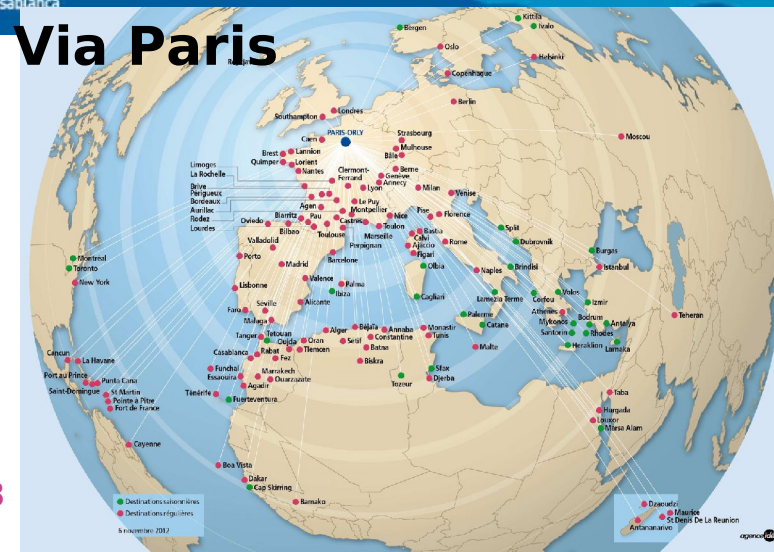 sablanca
Via Paris
Bergen
Kittila
Ivalo
Oslo
Helsinki
Copenhague
Berlin
Londres
Southampton
PARIS-ORLY
Caen
Strasbourg
Mulhouse
Bâle
Moscou
Brest
Lannion
Quimper
Lorient
Nantes
Limoges
La Rochelle
Brive
Périgueux
Bordeaux
Aurillac
Rodez
Lourdes
Clermont-
Ferrand
Berne
Genève
Annecy
Lyon
Milan
Venise
Le Puy
Agen
Montpellier
Biarritz
Pau
Castres
Nice
Toulon
Pise
Florence
Oviedo
Bilbao
Toulouse
Marseille
Perpignan
Bastia
Calvi
Ajaccio
Figari
Rome
Split
Dubrovnik
Valladolid
Porto
Madrid
Barcelone
Olbia
Naples
Brindisi
Burgas
Istanbul
Montréal
Toronto
New York
Lisbonne
Valence
Palma
Ibiza
Alicante
Cagliari
Lamezia Terme
Corfou
Volos
Izmir
Séville
Faro
Malaga
Palerme
Catane
Athènes
Mykonos
Bodrum
Antalya
Santorin
Rhodes
Heraklion
Larnaka
Teheran
Tanger
Tetouan
Oujda
Oran
Alger
Béjaïa
Annaba
Constantine
Setif
Batna
Biskra
Monastir
Tunis
Malte
Casablanca
Rabat
Fez
Tlemcen
Cancun
La Havane
Port au Prince
Punta Cana
Saint-Domingue
St Martin
Pointe à Pitre
Fort de France
Funchal
Essaouira
Marrakech
Ouarzazate
Agadir
Ténérife
Fuerteventura
Tozeur
Sfax
Djerba
Taba
Hurgada
Louxor
Marsa Alam
Cayenne
Boa Vista
Dakar
Cap Skirring
Bamako
Destinations saisonnières
Destinations régulières
6 novembre 2012
Dzaoudzi
Maurice
St Denis De La Reunion
Antananarivo